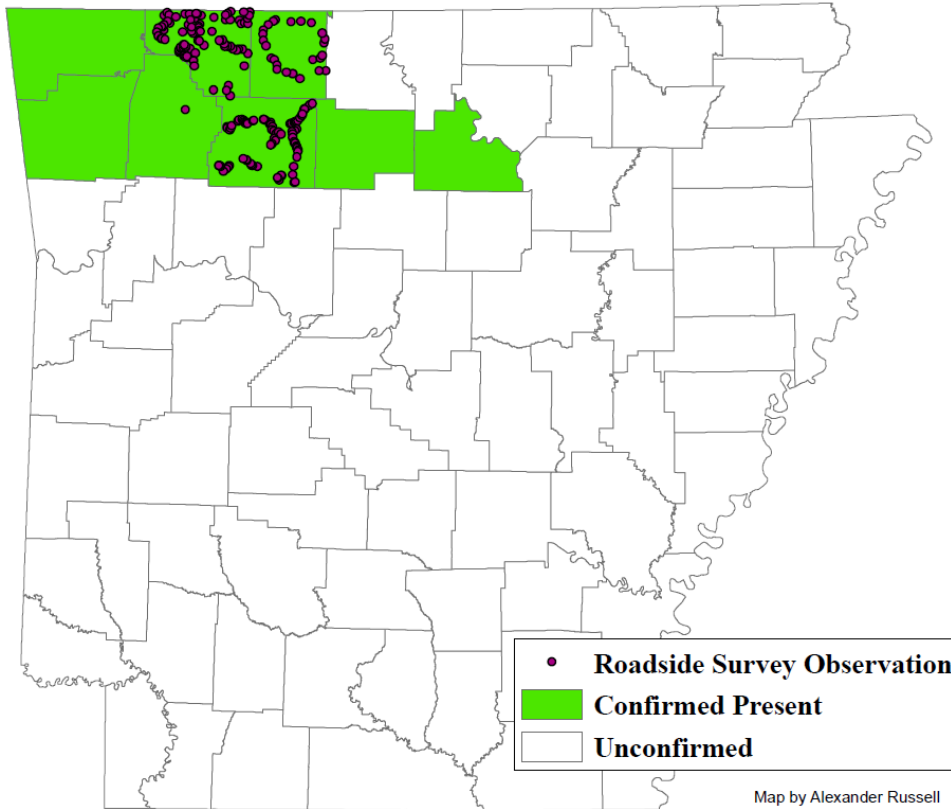 Roadside Survey Observation
Confirmed Present
Unconfirmed
Map by Alexander Russell